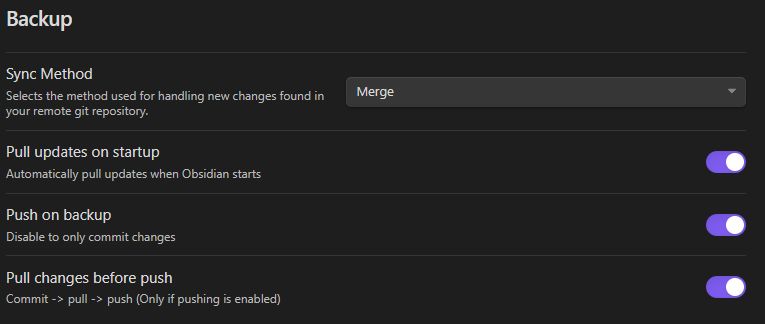 Backup
Sync Method
Selects the method used for handling new changes found in
your remote git repository.
Merge
Pull updates on startup
Automatically pull updates when Obsidian starts
Push on backup
Disable to only commit changes
Pull changes before push
Commit -> pull -> push (Only if pushing is enabled)